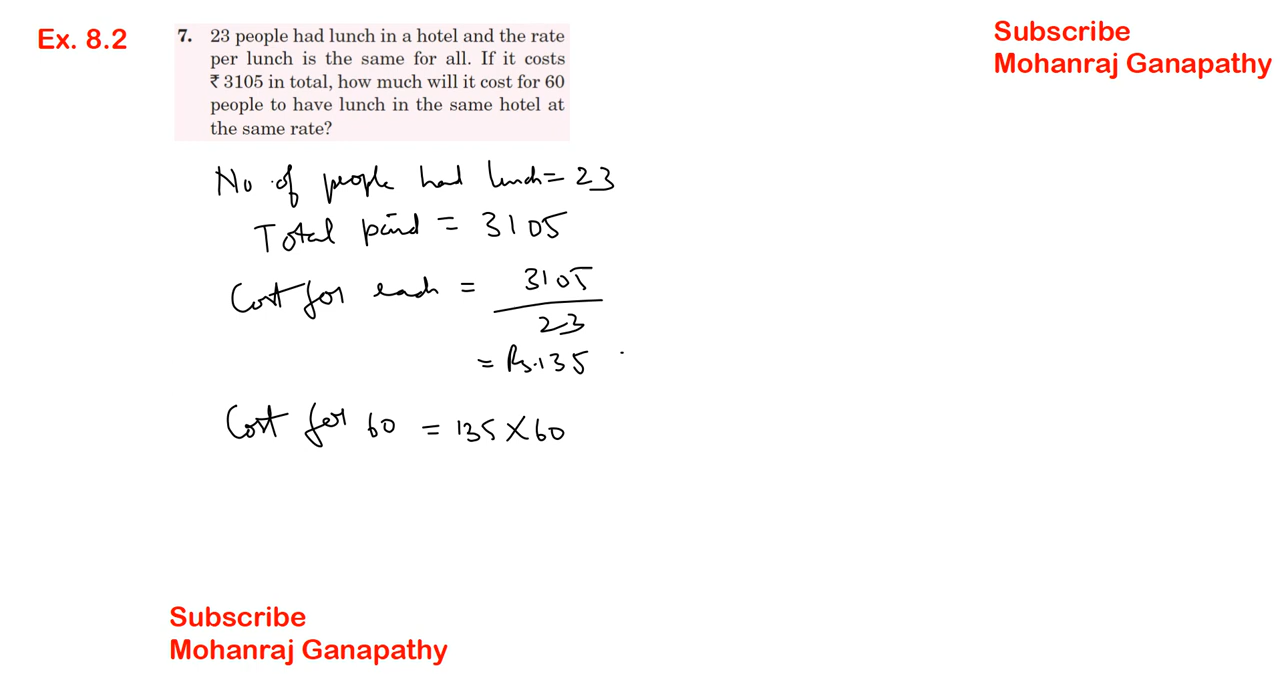 Ex. 8.2
7. 23 people had lunch in a hotel and the rate
per lunch is the same for all. If it costs
₹ 3105 in total, how much will it cost for 60
people to have lunch in the same hotel at
the same rate?
Subscribe
Mohanraj Ganapathy
No of people had lunch = 23
Total paid = 3105
Cost for each = 3105
23
= Rs.135
Cost for 60 = 135 × 60
Subscribe
Mohanraj Ganapathy